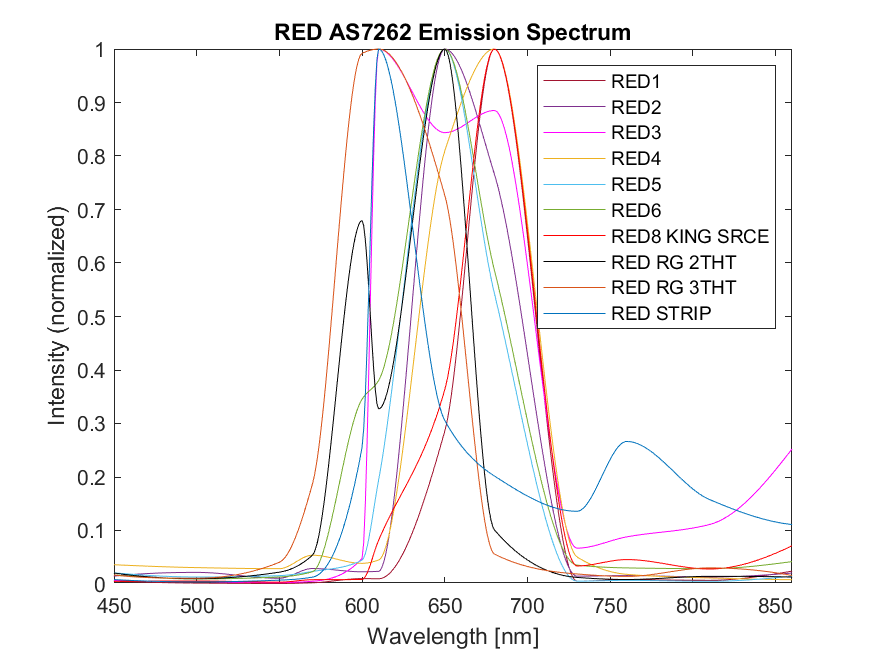 RED AS7262 Emission Spectrum
1
0.9
0.8
0.7
0.6
0.5
0.4
0.3
0.2
0.1
0
Intensity (normalized)
RED1
RED2
RED3
RED4
RED5
RED6
RED8 KING SRCE
RED RG 2THT
RED RG 3THT
RED STRIP
450 500 550 600 650 700 750 800 850
Wavelength [nm]